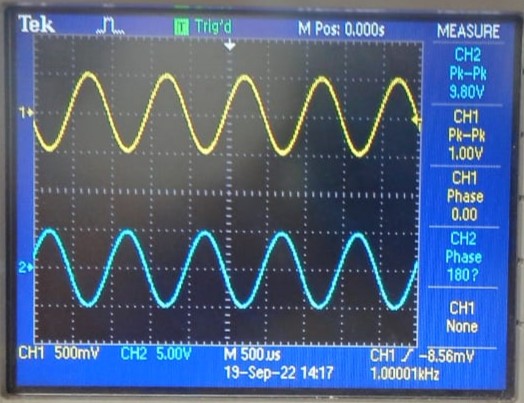 Tek T Trig'd M Pos: 0.000s MEASURE
CH2
Pk-Pk
9.80V
CH1
Pk-Pk
1.00V
CH1
Phase
0.00
CH2
Phase
180?
CH1
None
1
2
CH1 500mV CH2 5.00V M 500µs CH1 -8.56mV
19-Sep-22 14:17 1.00001kHz